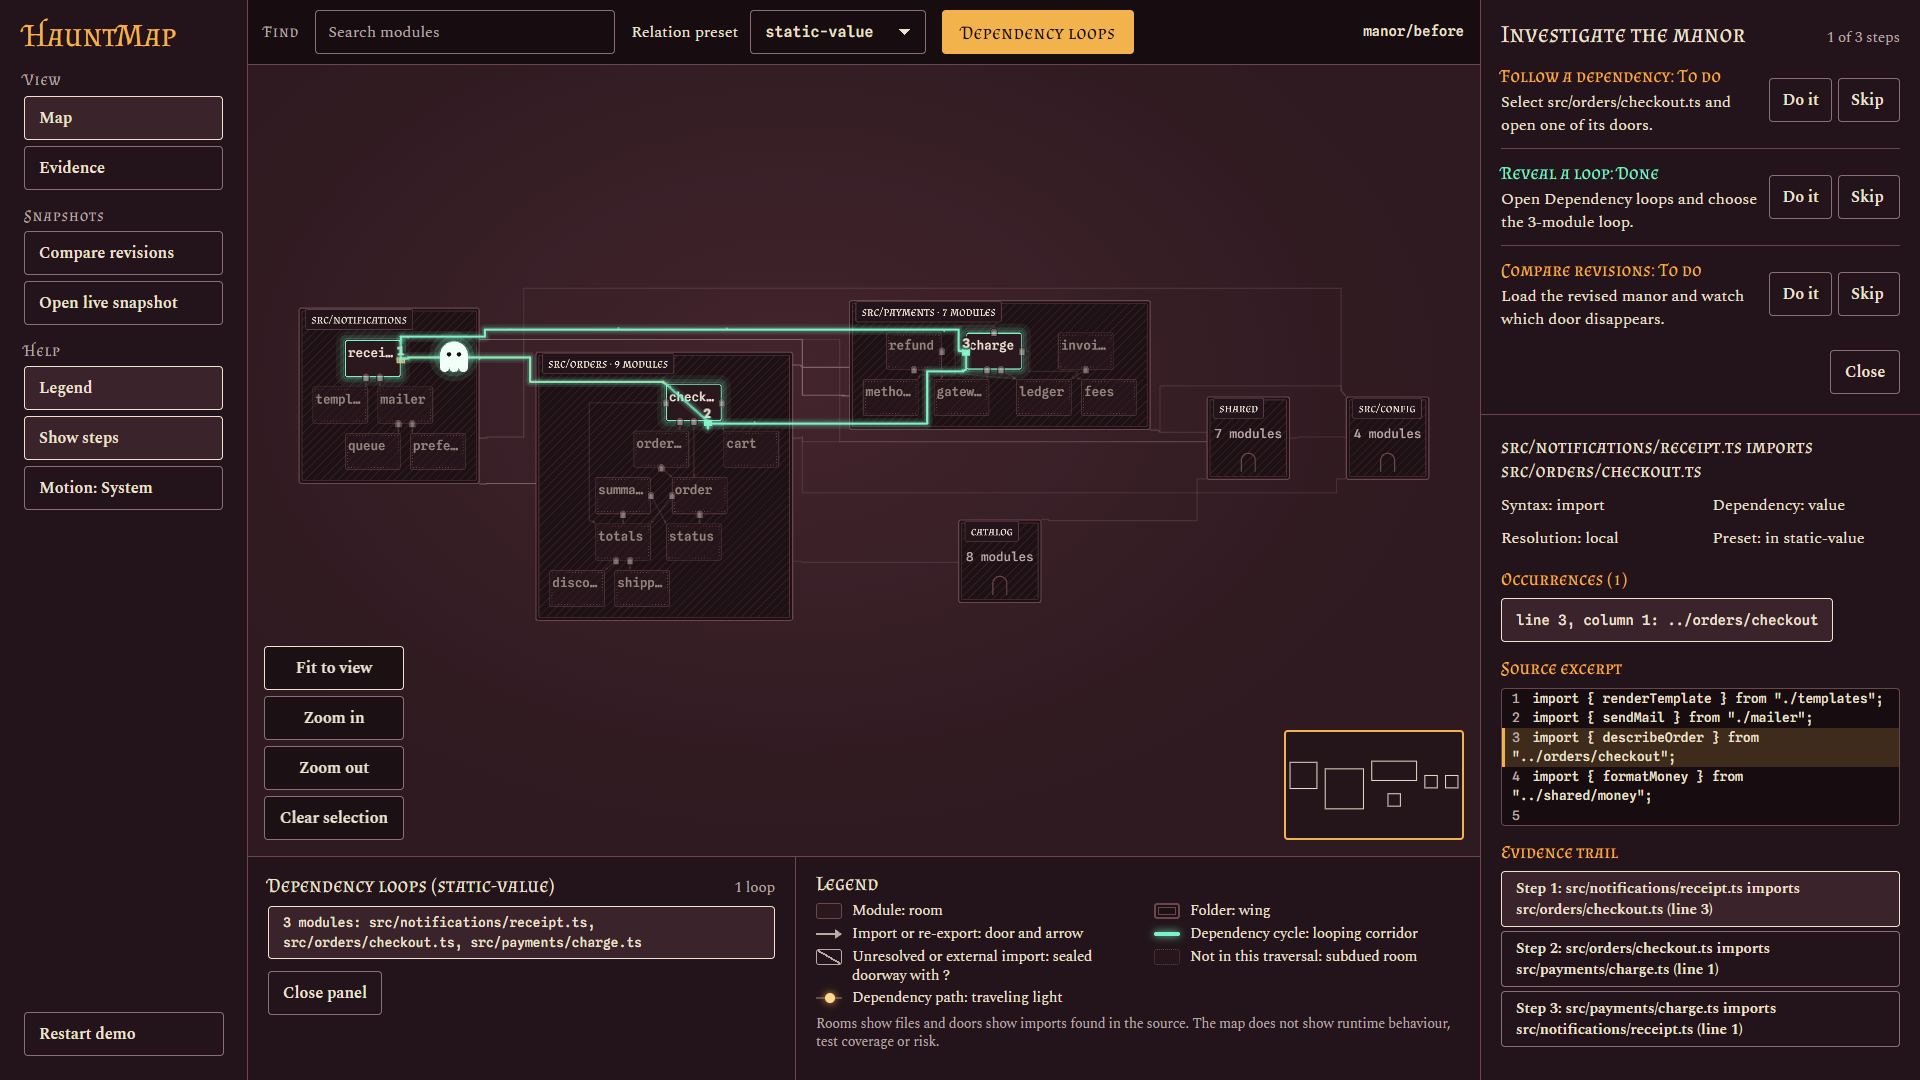 HauntMap
View
Map
Evidence
Snapshots
Compare revisions
Open live snapshot
Help
Legend
Show steps
Motion: System
Restart demo
Find
Search modules
Relation preset
static-value
Dependency loops
manor/before
src/notifications
recei…
1
templ…
mailer
queue
prefe…
src/orders · 9 modules
check…
2
order…
cart
summa…
order
totals
status
disco…
shipp…
src/payments · 7 modules
refund
3
charge
invoi…
metho…
gatew…
ledger
fees
shared
7 modules
src/config
4 modules
catalog
8 modules
Fit to view
Zoom in
Zoom out
Clear selection
Dependency loops (static-value)
1 loop
3 modules: src/notifications/receipt.ts,
src/orders/checkout.ts, src/payments/charge.ts
Close panel
Legend
Module: room
Folder: wing
Import or re-export: door and arrow
Dependency cycle: looping corridor
Unresolved or external import: sealed
doorway with ?
Not in this traversal: subdued room
Dependency path: traveling light
Rooms show files and doors show imports found in the source. The map does not show runtime behaviour,
test coverage or risk.
Investigate the manor
1 of 3 steps
Follow a dependency: To do
Select src/orders/checkout.ts and
open one of its doors.
Do it
Skip
Reveal a loop: Done
Open Dependency loops and choose
the 3-module loop.
Do it
Skip
Compare revisions: To do
Load the revised manor and watch
which door disappears.
Do it
Skip
Close
src/notifications/receipt.ts imports
src/orders/checkout.ts
Syntax: import
Dependency: value
Resolution: local
Preset: in static-value
Occurrences (1)
line 3, column 1: ../orders/checkout
Source excerpt
1 import { renderTemplate } from "./templates";
2 import { sendMail } from "./mailer";
3 import { describeOrder } from
"../orders/checkout";
4 import { formatMoney } from
"../shared/money";
5
Evidence trail
Step 1: src/notifications/receipt.ts imports
src/orders/checkout.ts (line 3)
Step 2: src/orders/checkout.ts imports
src/payments/charge.ts (line 1)
Step 3: src/payments/charge.ts imports
src/notifications/receipt.ts (line 1)